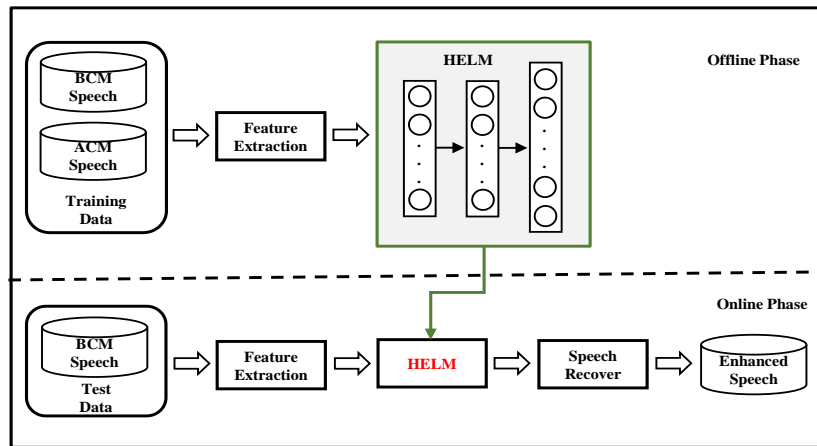 HELM
Offline Phase
BCM
Speech
ACM
Speech
Training
Data
Feature
Extraction
Online Phase
BCM
Speech
Test
Data
Feature
Extraction
HELM
Speech
Recover
Enhanced
Speech